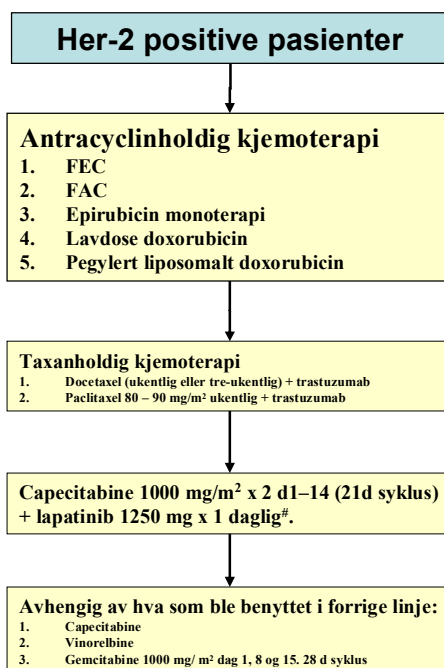 Her-2 positive pasienter
Antracyclinholdig kjemoterapi
1. FEC
2. FAC
3. Epirubicin monoterapi
4. Lavdose doxorubicin
5. Pegylert liposomalt doxorubicin
Taxanholdig kjemoterapi
1. Docetaxel (ukentlig eller tre-ukentlig) + trastuzumab
2. Paclitaxel 80 – 90 mg/m² ukentlig + trastuzumab
Capecitabine 1000 mg/m² x 2 d1–14 (21d syklus)
+ lapatinib 1250 mg x 1 daglig#.
Avhengig av hva som ble benyttet i forrige linje:
1. Capecitabine
2. Vinorelbine
3. Gemcitabine 1000 mg/ m² dag 1, 8 og 15. 28 d syklus